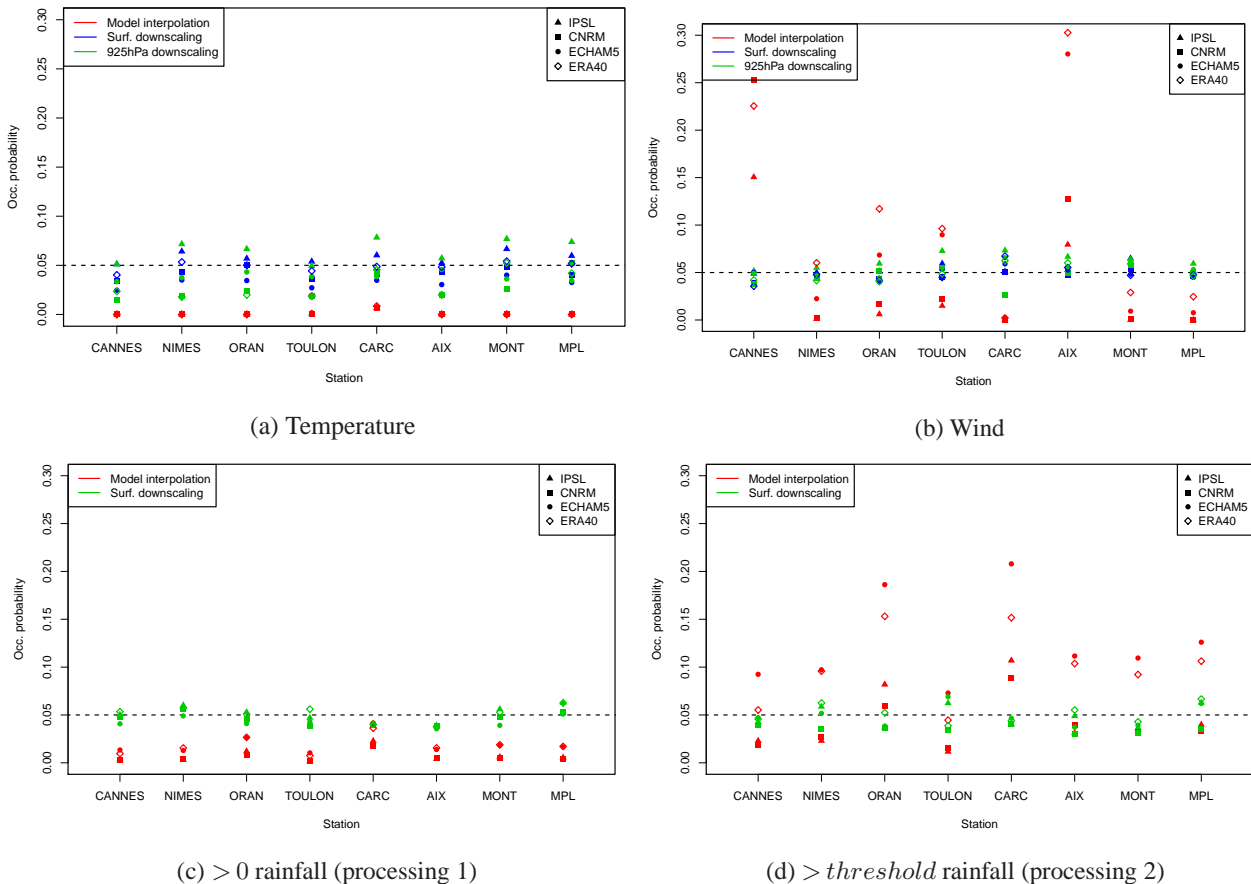 Model interpolation
Surf. downscaling
925hPa downscaling
IPSL
CNRM
ECHAM5
ERA40
Occ. probability
0.00 0.05 0.10 0.15 0.20 0.25 0.30
CANNES NIMES ORAN TOULON CARC AIX MONT MPL
Station
(a) Temperature
Model interpolation
Surf. downscaling
925hPa downscaling
IPSL
CNRM
ECHAM5
ERA40
Occ. probability
0.00 0.05 0.10 0.15 0.20 0.25 0.30
CANNES NIMES ORAN TOULON CARC AIX MONT MPL
Station
(b) Wind
Model interpolation
Surf. downscaling
IPSL
CNRM
ECHAM5
ERA40
Occ. probability
0.00 0.05 0.10 0.15 0.20 0.25 0.30
CANNES NIMES ORAN TOULON CARC AIX MONT MPL
Station
(c) > 0 rainfall (processing 1)
Model interpolation
Surf. downscaling
IPSL
CNRM
ECHAM5
ERA40
Occ. probability
0.00 0.05 0.10 0.15 0.20 0.25 0.30
CANNES NIMES ORAN TOULON CARC AIX MONT MPL
Station
(d) > threshold rainfall (processing 2)